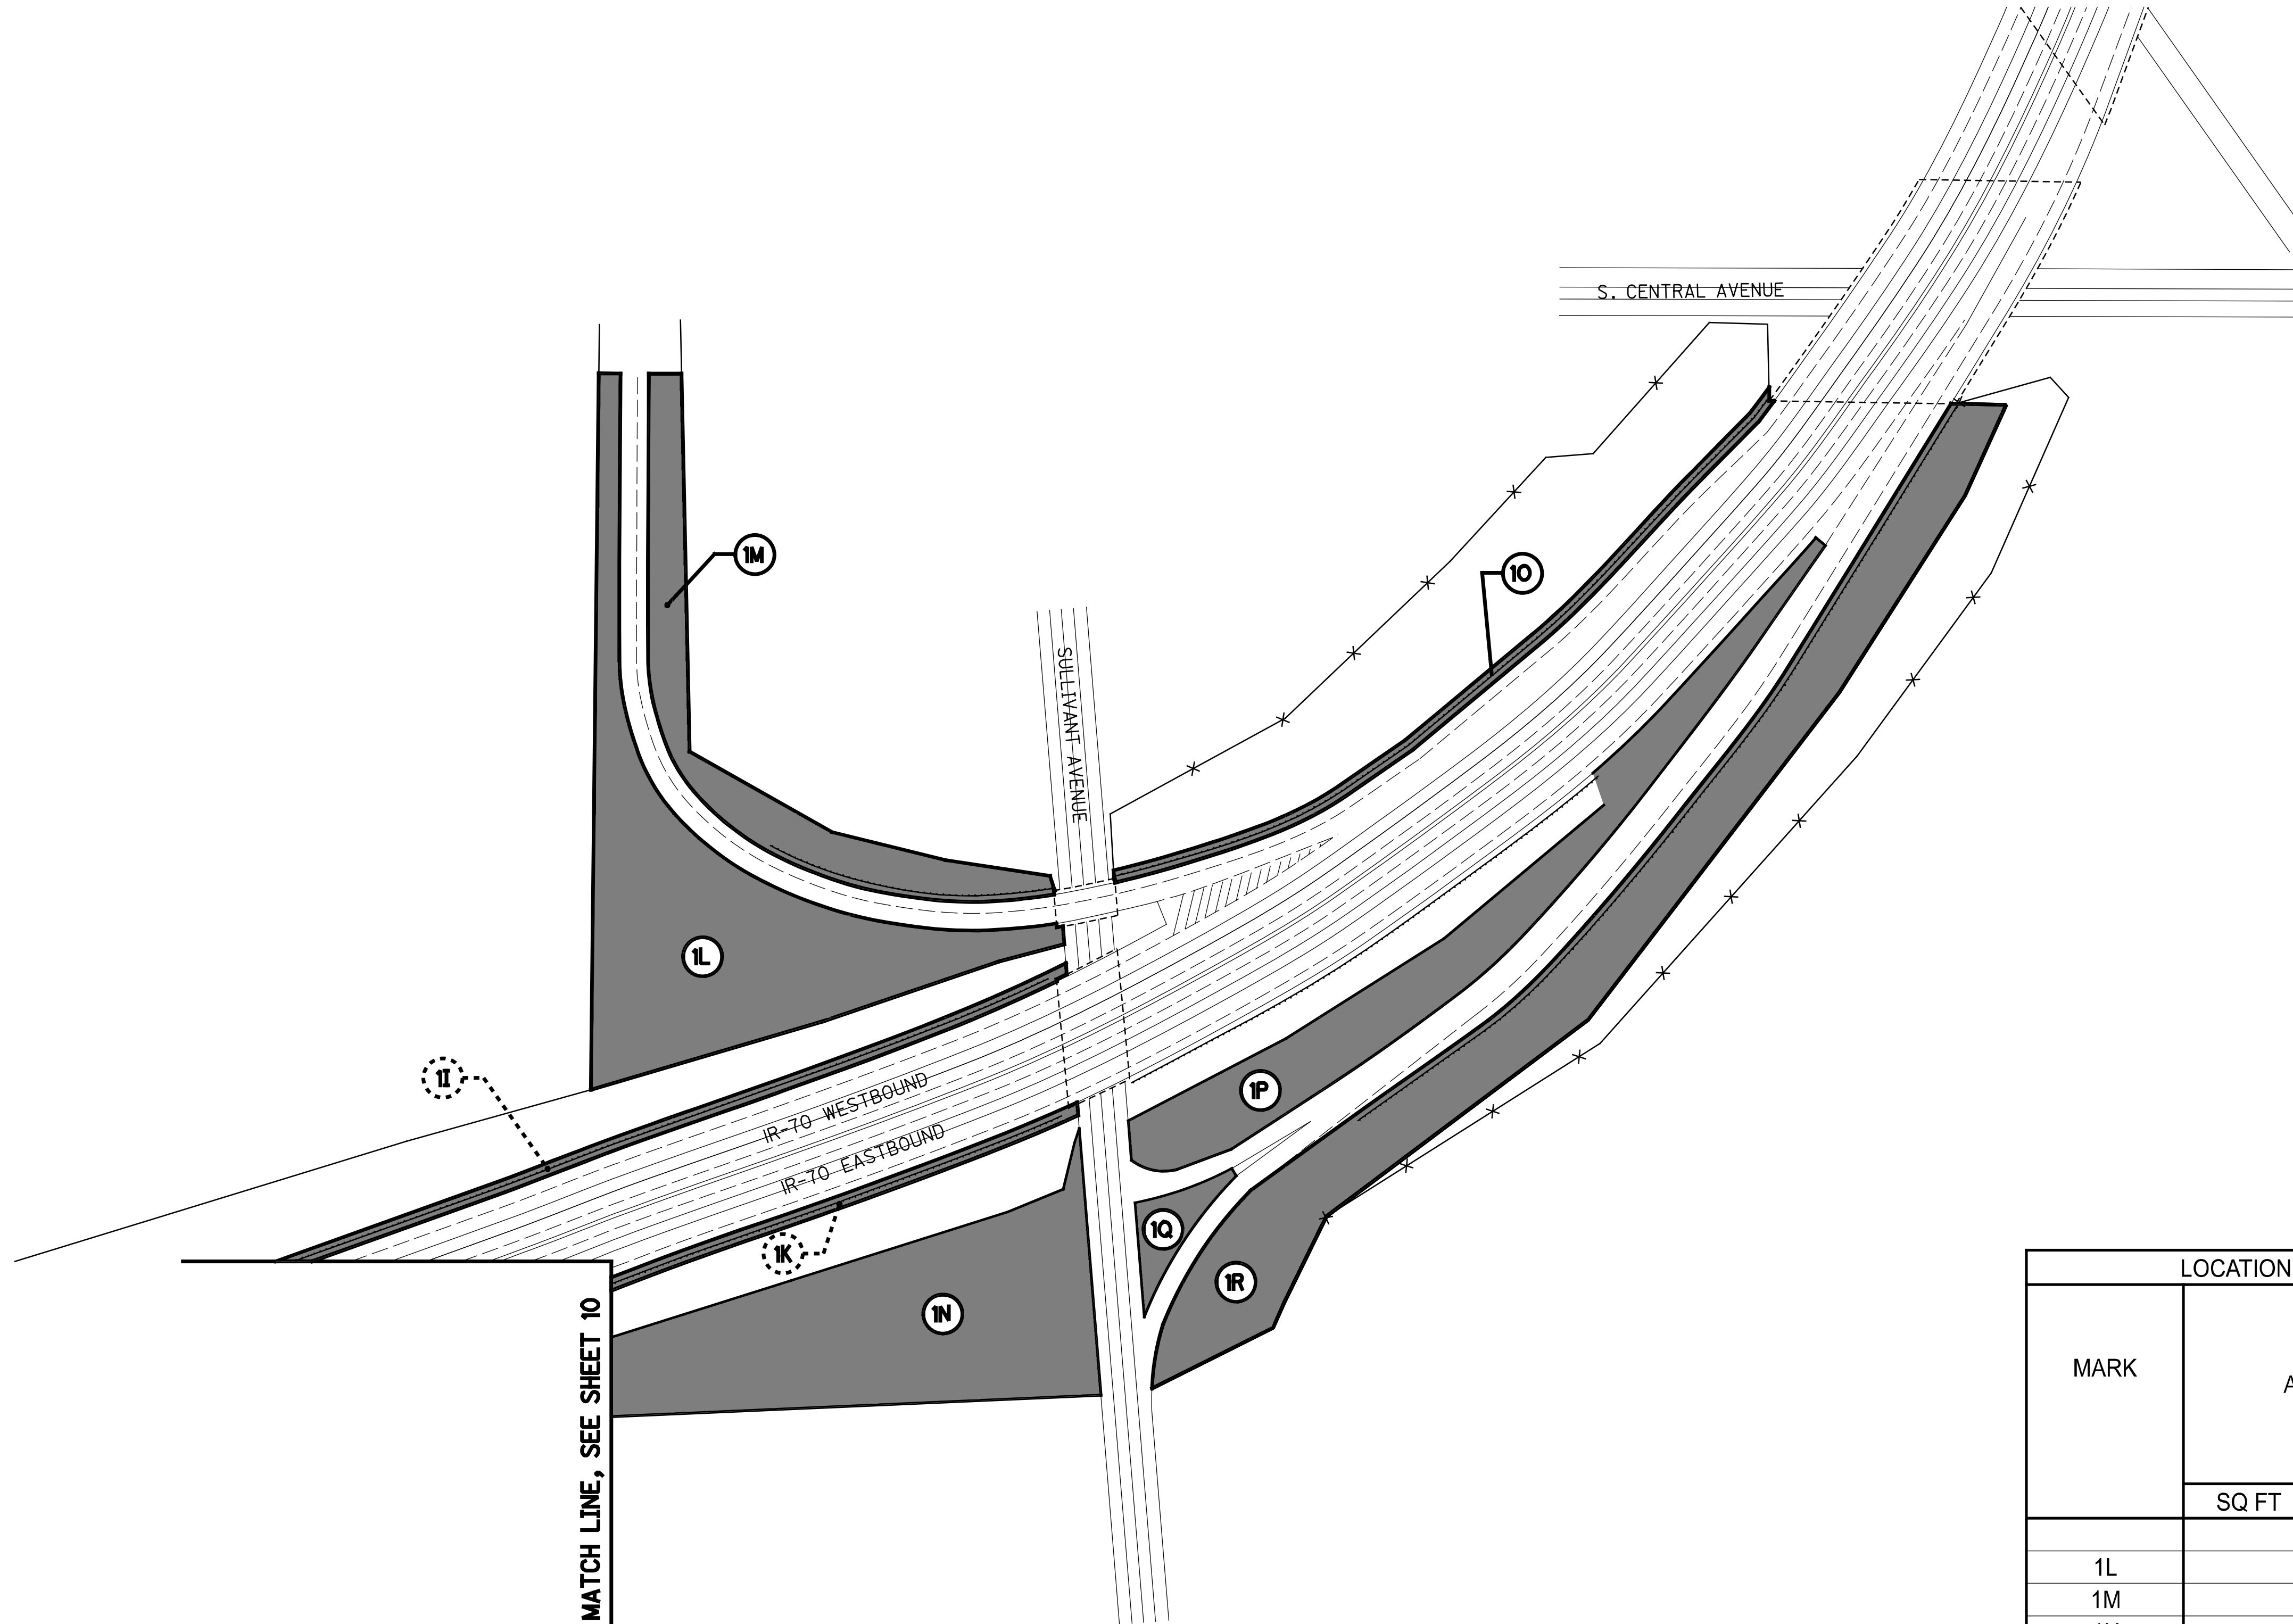 S. CENTRAL AVENUE
1M
1O
SULLIVANT AVENUE
1L
1I
IR-70 WESTBOUND
1P
IR-70 EASTBOUND
1Q
1K
1R
1N
MATCH LINE, SEE SHEET 10
LOCATION
MARK
A
SQ FT
1L
1M